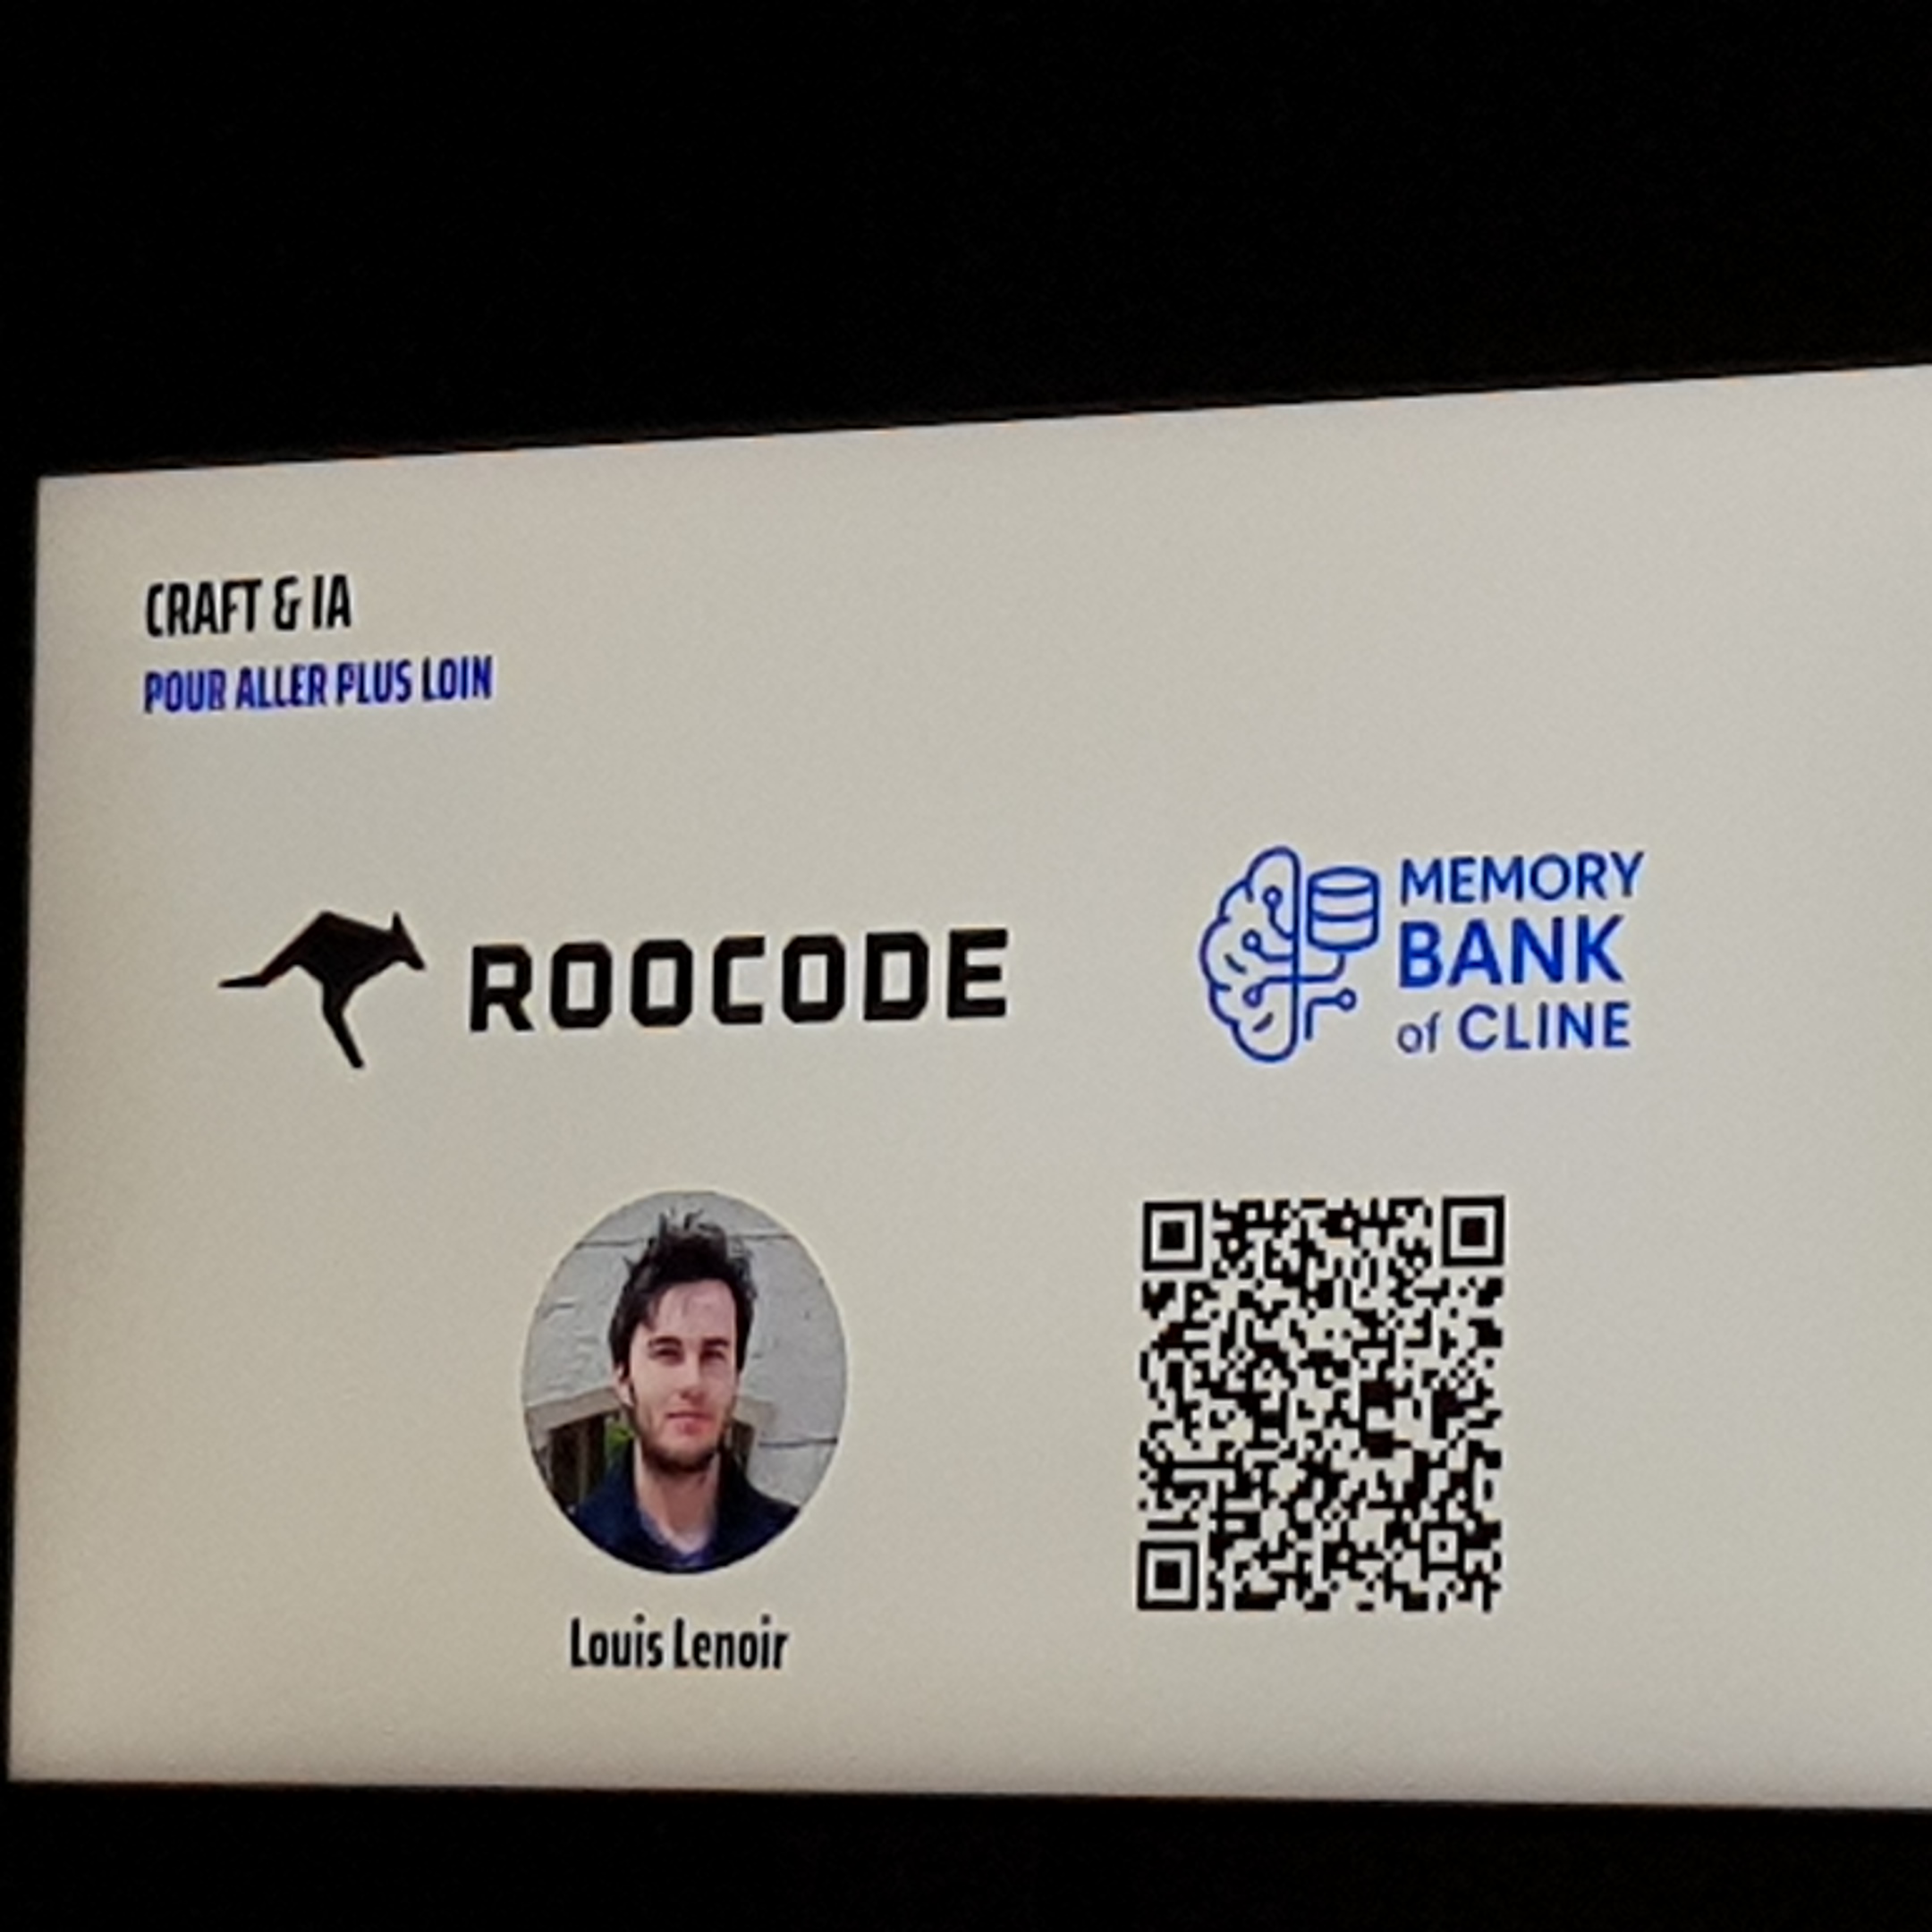 CRAFT & IA
POUR ALLER PLUS LOIN
ROOCODE
MEMORY
BANK
of CLINE
Louis Lenoir